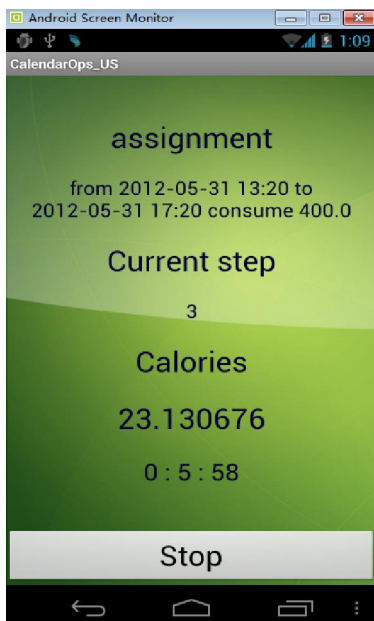 Android Screen Monitor
1:09
CalendarOps_US
assignment
from 2012-05-31 13:20 to
2012-05-31 17:20 consume 400.0
Current step
3
Calories
23.130676
0 : 5 : 58
Stop